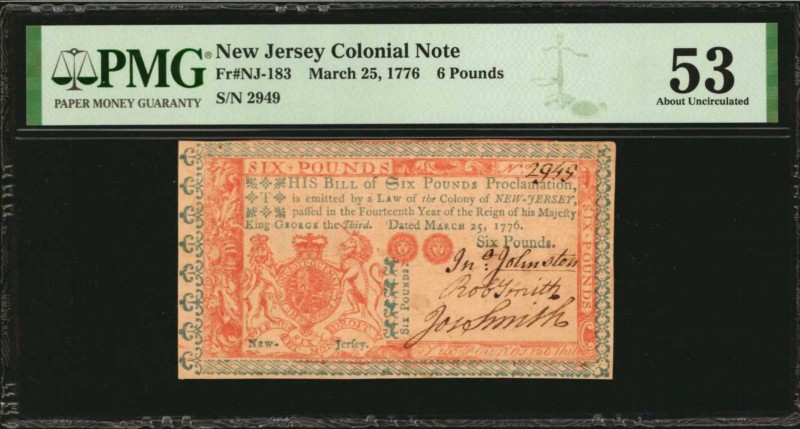 PMG®
PAPER MONEY GUARANTY
New Jersey Colonial Note
Fr#NJ-183 March 25, 1776 6 Pounds
S/N 2949
53
About Uncirculated
SIX POUNDS
No. 2949
THIS BILL of SIX POUNDS Proclamation,
is emitted by a LAW of the Colony of NEW-JERSEY,
passed in the Fourteenth Year of the Reign of his Majesty
King GEORGE the Third. Dated MARCH 25, 1776.
Six Pounds.
Jnº. Johnston
Rob Smith
Jos Smith
SIX POUNDS.
SIX POUNDS
New- Jersey.